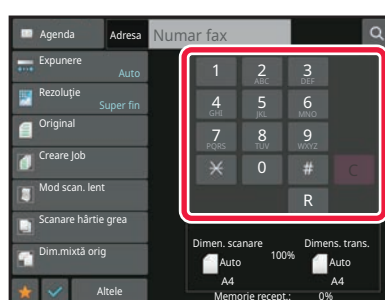 Agenda Adresa Numar fax
Expunere
Auto
Rezoluție
Super fin
Original
Creare Job
Mod scan. lent
Scanare hârtie grea
Dim.mixtă orig
Altele
1 2 3
ABC DEF
4 5 6
GHI JKL MNO
7 8 9
PQRS TUV WXYZ
0 # C
R
Dimen. scanare Dimens. trans.
Auto 100% Auto
A4 A4
Memorie recept.: 0%